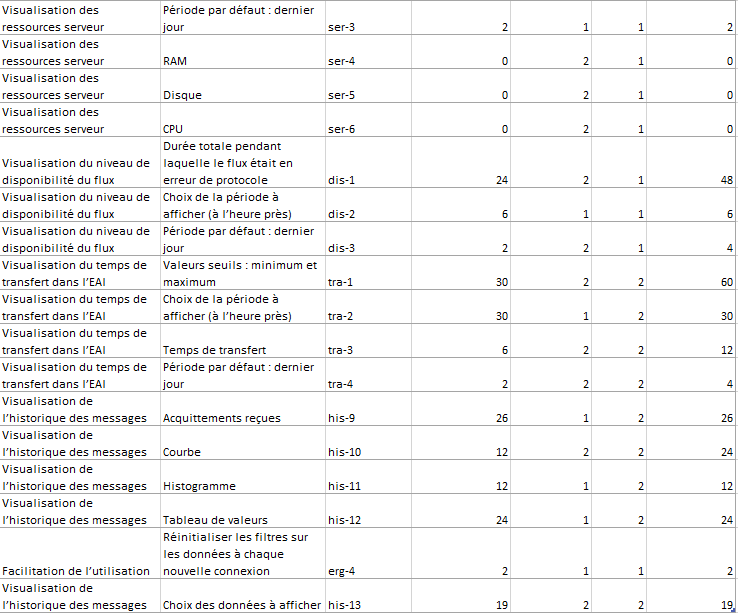 Visualisation des
ressources serveur
Période par défaut : dernier
jour
ser-3 2 1 1 2
Visualisation des
ressources serveur
RAM ser-4 0 2 1 0
Visualisation des
ressources serveur
Disque ser-5 0 2 1 0
Visualisation des
ressources serveur
CPU ser-6 0 2 1 0
Visualisation du niveau de
disponibilité du flux
Durée totale pendant
laquelle le flux était en
erreur de protocole
dis-1 24 2 1 48
Visualisation du niveau de
disponibilité du flux
Choix de la période à
afficher (à l’heure près)
dis-2 6 1 1 6
Visualisation du niveau de
disponibilité du flux
Période par défaut : dernier
jour
dis-3 2 2 1 4
Visualisation du temps de
transfert dans l’EAI
Valeurs seuils : minimum et
maximum
tra-1 30 2 2 60
Visualisation du temps de
transfert dans l’EAI
Choix de la période à
afficher (à l’heure près)
tra-2 30 1 2 30
Visualisation du temps de
transfert dans l’EAI
Temps de transfert tra-3 6 2 2 12
Visualisation du temps de
transfert dans l’EAI
Période par défaut : dernier
jour
tra-4 2 2 2 4
Visualisation de
l’historique des messages
Acquittements reçues his-9 26 1 2 26
Visualisation de
l’historique des messages
Courbe his-10 12 2 2 24
Visualisation de
l’historique des messages
Histogramme his-11 12 1 2 12
Visualisation de
l’historique des messages
Tableau de valeurs his-12 24 1 2 24
Facilitation de l’utilisation
Réinitialiser les filtres sur
les données à chaque
nouvelle connexion
erg-4 2 1 1 2
Visualisation de
l’historique des messages
Choix des données à afficher his-13 19 2 2 19